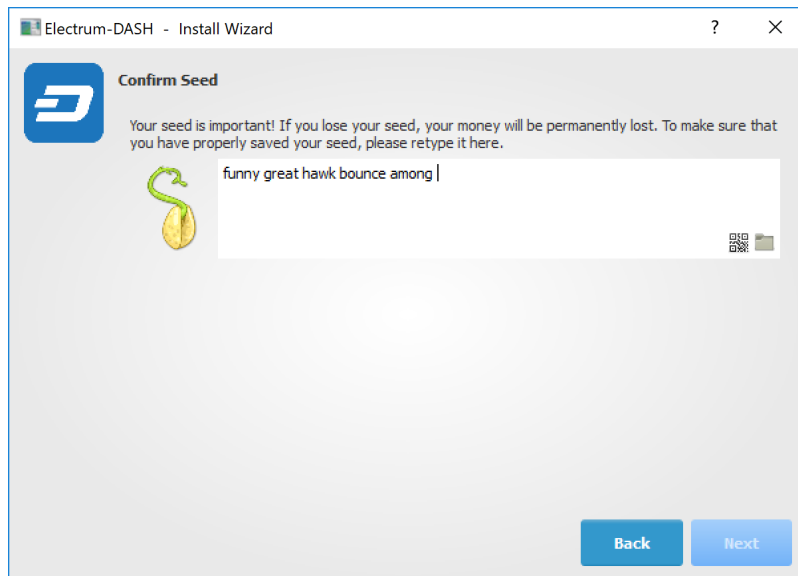 Electrum-DASH - Install Wizard
?
Confirm Seed
Your seed is important! If you lose your seed, your money will be permanently lost. To make sure that
you have properly saved your seed, please retype it here.
funny great hawk bounce among
Back
Next